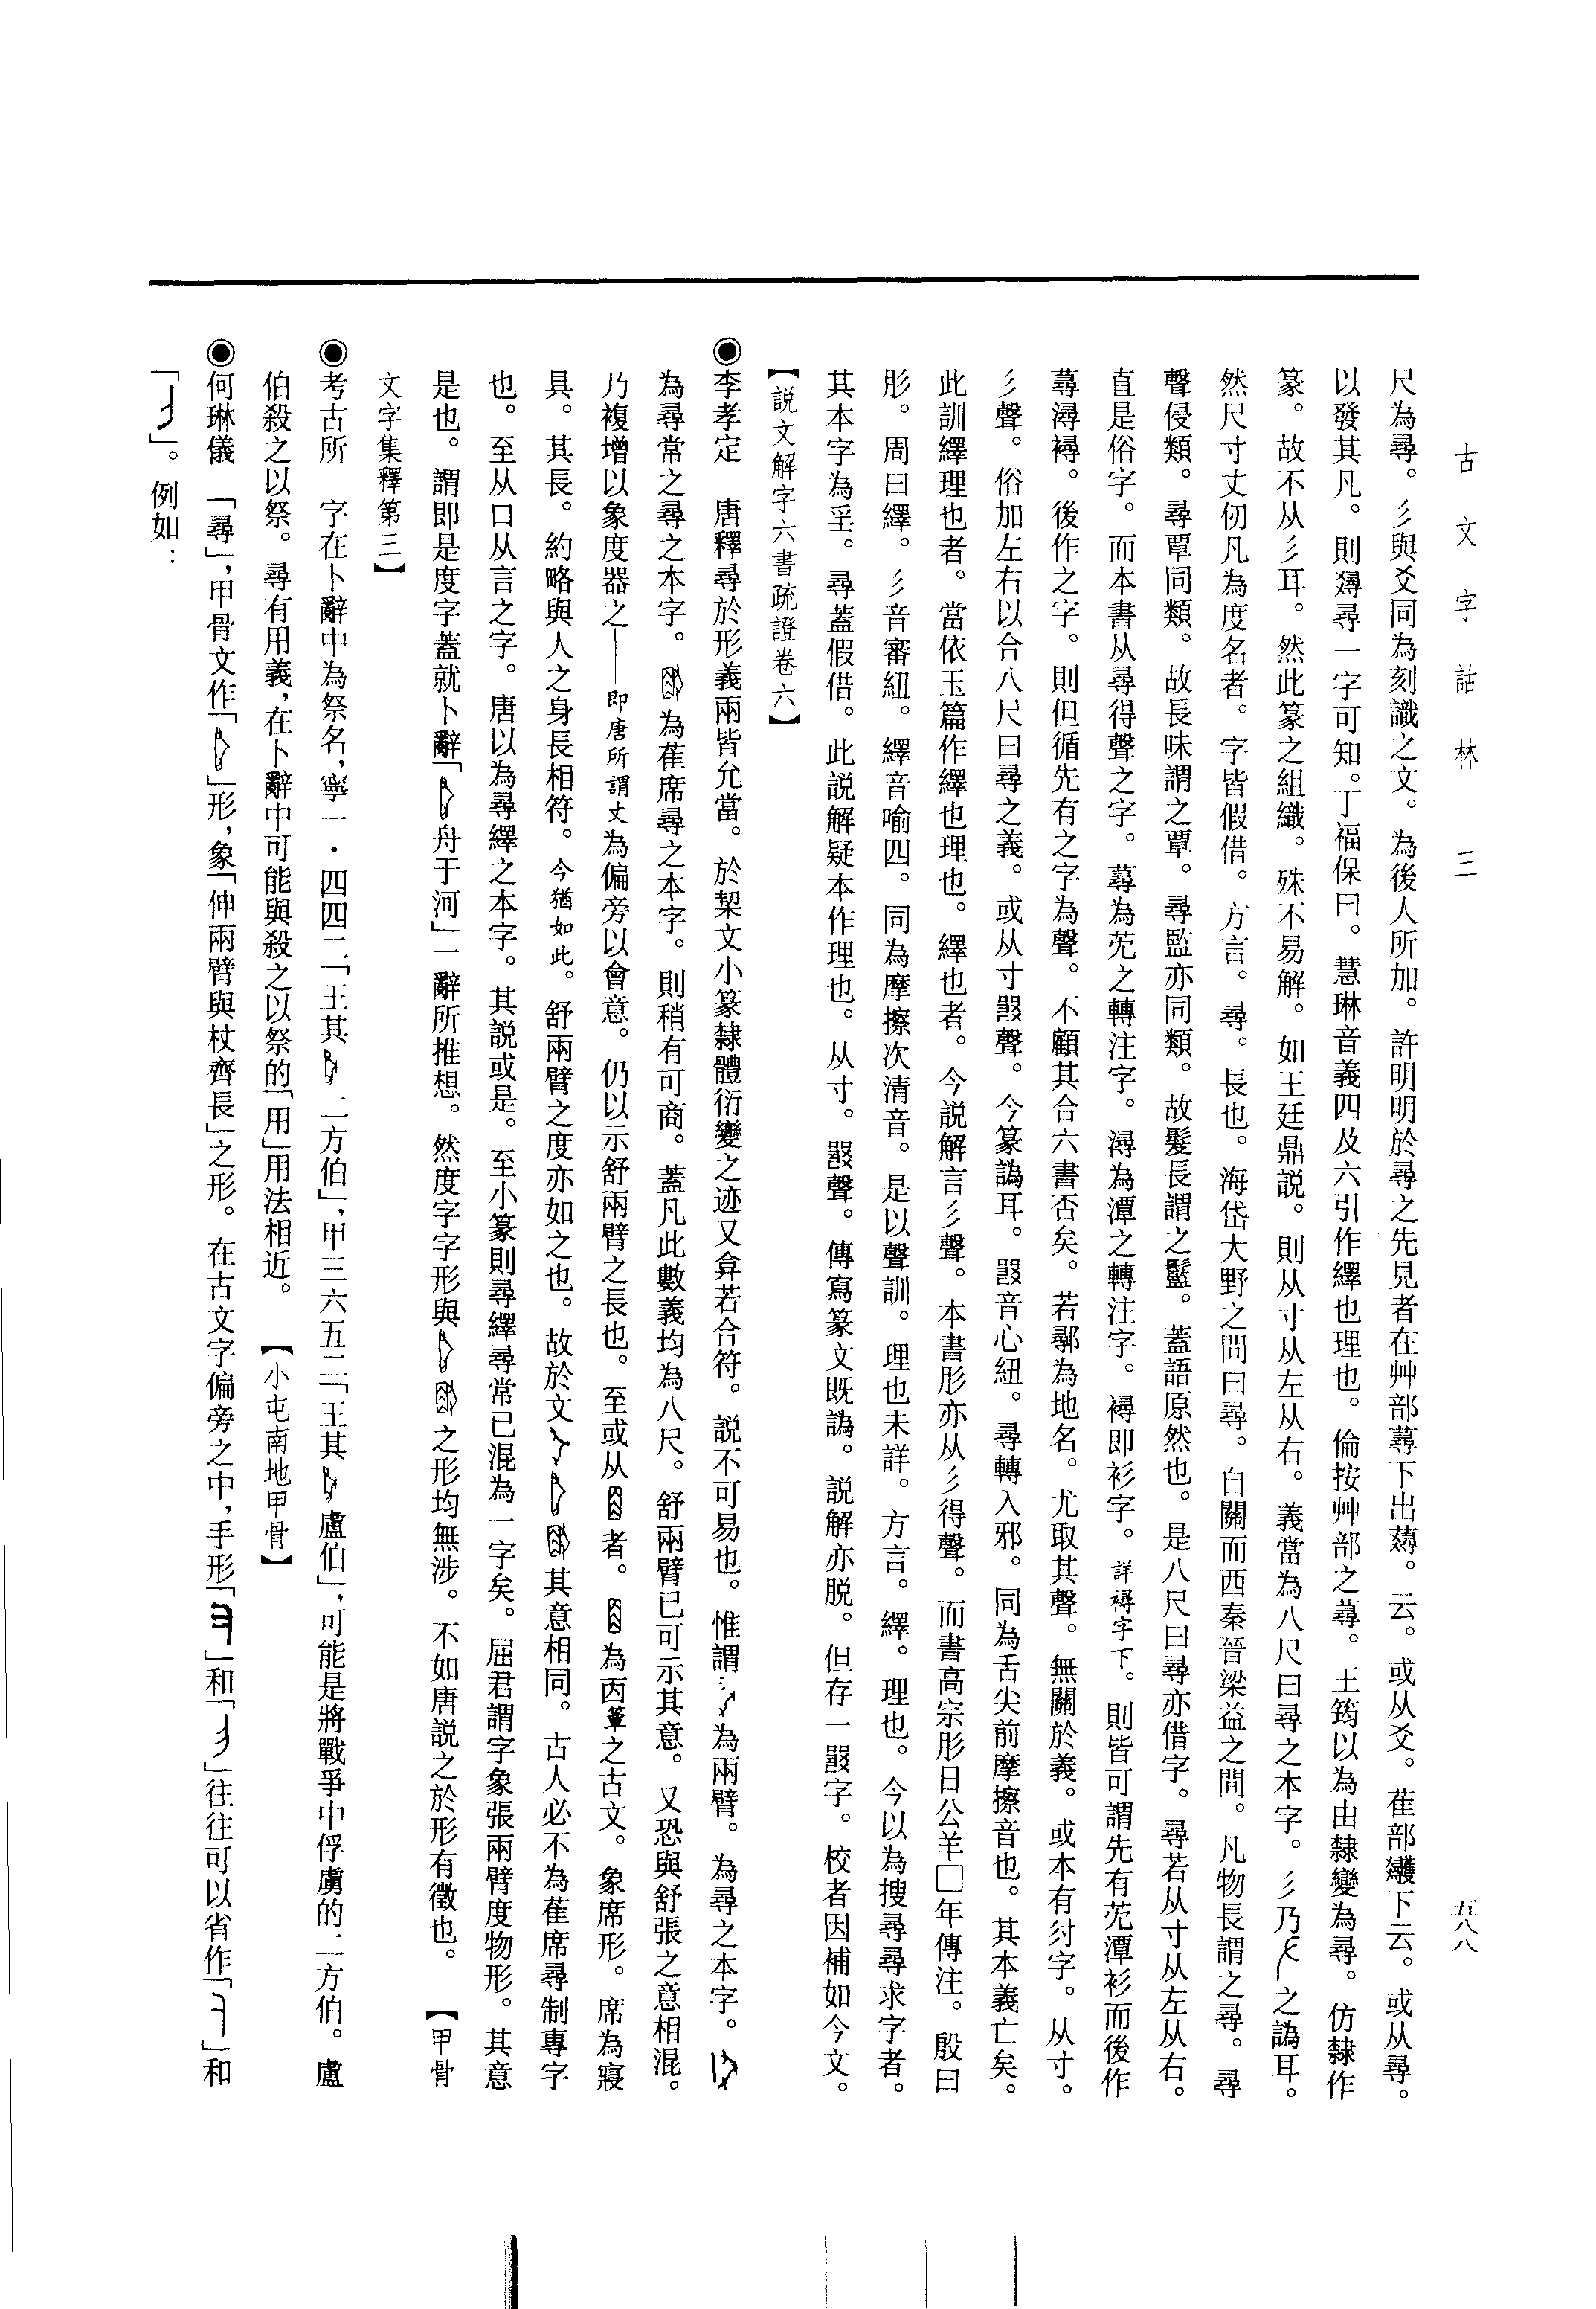 古文字詁林　三
五八八
尺為尋。彡與爻同為刻識之文。為後人所加。許明明於尋之先見者在艸部蕁下出薚。云。或从爻。萑部下云。或从尋。
以發其凡。則尋一字可知。丁福保曰。慧琳音義四及六引作繹也理也。倫按艸部之蕁。王筠以為由隸變為尋。仿隸作
篆。故不从彡耳。然此篆之組織。殊不易解。如王廷鼎說。則从寸从左从右。義當為八尺曰尋之本字。彡乃之譌耳。
然尺寸丈仞凡為度名者。字皆假借。方言。尋。長也。海岱大野之間曰尋。自關而西秦晉梁益之間。凡物長謂之尋。尋
聲侵類。尋覃同類。故長味謂之覃。尋監亦同類。故髮長謂之鬛。蓋語原然也。是八尺曰尋亦借字。尋若从寸从左从右。
直是俗字。而本書从尋得聲之字。蕁為芫之轉注字。潯為潭之轉注字。襑即衫字。詳襑字下。則皆可謂先有芫潭衫而後作
蕁潯襑。後作之字。則但循先有之字為聲。不顧其合六書否矣。若鄩為地名。尤取其聲。無關於義。或本有字。从寸。
彡聲。俗加左右以合八尺曰尋之義。或从寸㗊聲。今篆譌耳。音心紐。尋轉入邪。同為舌尖前摩擦音也。其本義亡矣。
此訓繹理也者。當依玉篇作繹也理也。繹也者。今說解言彡聲。本書肜亦从彡得聲。而書高宗肜日公羊□年傳注。殷曰
肜。周曰繹。彡音審紐。繹音喻四。同為摩擦次清音。是以聲訓。理也未詳。方言。繹。理也。今以為搜尋尋求字者。
其本字為罙。尋蓋假借。此說解疑本作理也。从寸。聲。傳寫篆文既譌。說解亦脫。但存一字。校者因補如今文。
【說文解字六書疏證卷六】
◉李孝定　唐釋尋於形義兩皆允當。於栔文小篆隸體衍變之迹又弇若合符。說不可易也。惟謂為兩臂。為尋之本字。
為尋常之尋之本字。為萑席尋之本字。則稍有可商。蓋凡此數義均為八尺。舒兩臂已可示其意。又恐與舒張之意相混。
乃複增以象度器之——即唐所謂丈為偏旁以會意。仍以示舒兩臂之長也。至或从者。為㐁簟之古文。象席形。席為寢
具。其長。約略與人之身長相符。今猶如此。舒兩臂之度亦如之也。故於文其意相同。古人必不為萑席尋制專字
也。至从口从言之字。唐以為尋繹之本字。其說或是。至小篆則尋繹尋常已混為一字矣。屈君謂字象張兩臂度物形。其意
是也。謂即是度字蓋就卜辭「舟于河」一辭所推想。然度字字形與之形均無涉。不如唐說之於形有徵也。　【甲骨
文字集釋第三】
◉考古所　字在卜辭中為祭名，寧一·四四二「王其二方伯」，甲三六五二「王其盧伯」，可能是將戰爭中俘虜的二方伯。盧
伯殺之以祭。尋有用義，在卜辭中可能與殺之以祭的「用」用法相近。　【小屯南地甲骨】
◉何琳儀　「尋」，甲骨文作「」形，象「伸兩臂與杖齊長」之形。在古文字偏旁之中，手形「」和「」往往可以省作「」和
「」。例如：